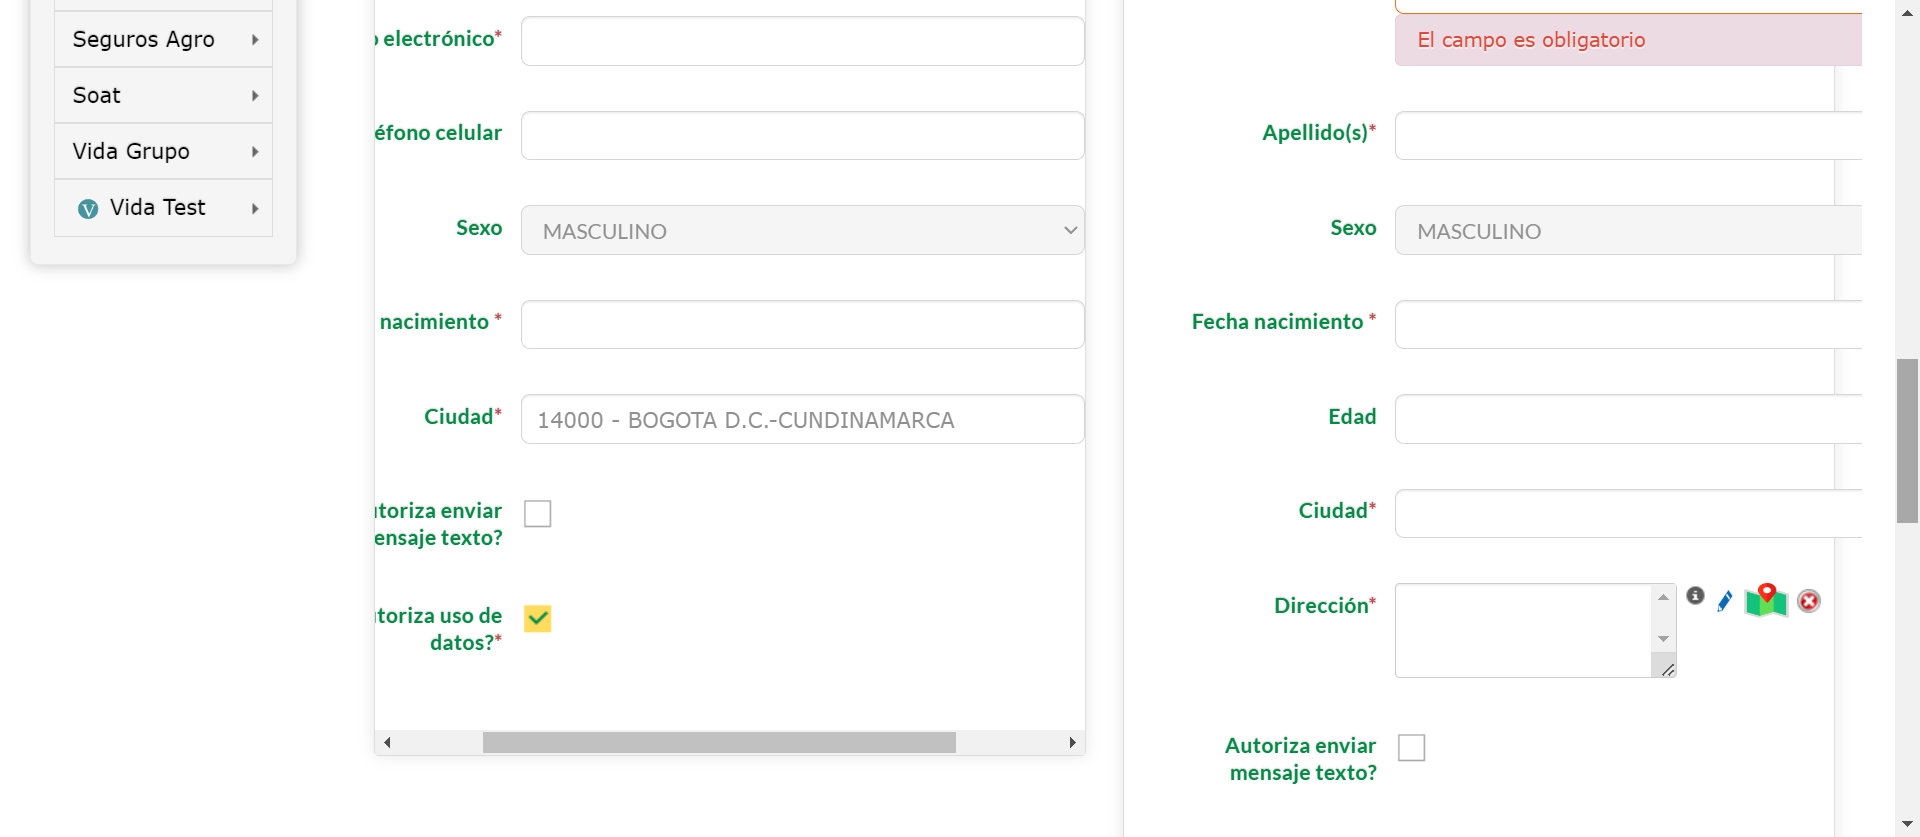 Seguros Agro
Soat
Vida Grupo
V Vida Test
electrónico*
éfono celular
Sexo
MASCULINO
nacimiento *
Ciudad*
14000 - BOGOTA D.C.-CUNDINAMARCA
toriza enviar
ensaje texto?
toriza uso de
datos?*
El campo es obligatorio
Apellido(s)*
Sexo
MASCULINO
Fecha nacimiento *
Edad
Ciudad*
Dirección*
Autoriza enviar
mensaje texto?